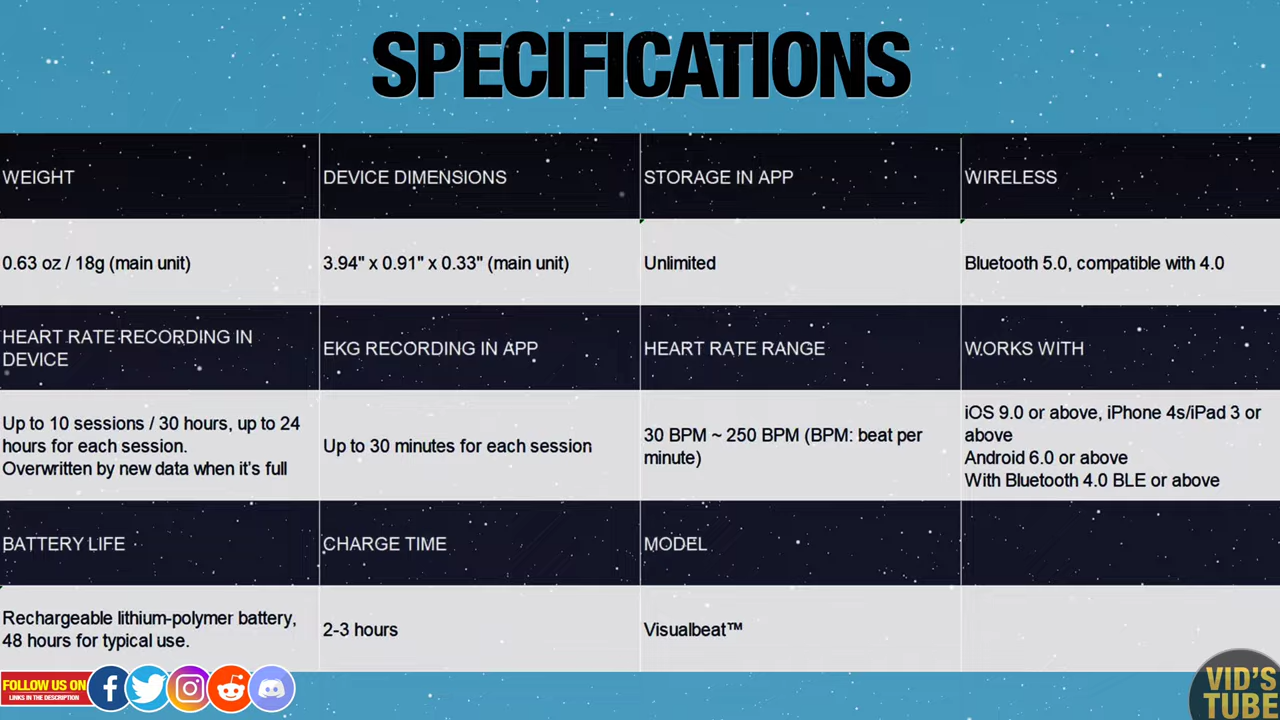 SPECIFICATIONS
WEIGHT
DEVICE DIMENSIONS
STORAGE IN APP
WIRELESS
0.63 oz / 18g (main unit)
3.94" x 0.91" x 0.33" (main unit)
Unlimited
Bluetooth 5.0, compatible with 4.0
HEART RATE RECORDING IN
DEVICE
EKG RECORDING IN APP
HEART RATE RANGE
WORKS WITH
Up to 10 sessions / 30 hours, up to 24
hours for each session.
Overwritten by new data when it's full
Up to 30 minutes for each session
30 BPM ~ 250 BPM (BPM: beat per
minute)
iOS 9.0 or above, iPhone 4s/iPad 3 or
above
Android 6.0 or above
With Bluetooth 4.0 BLE or above
BATTERY LIFE
CHARGE TIME
MODEL
Rechargeable lithium-polymer battery,
48 hours for typical use.
2-3 hours
Visualbeat™
FOLLOW US ON
LINKS IN THE DESCRIPTION
VID'S
TUBE